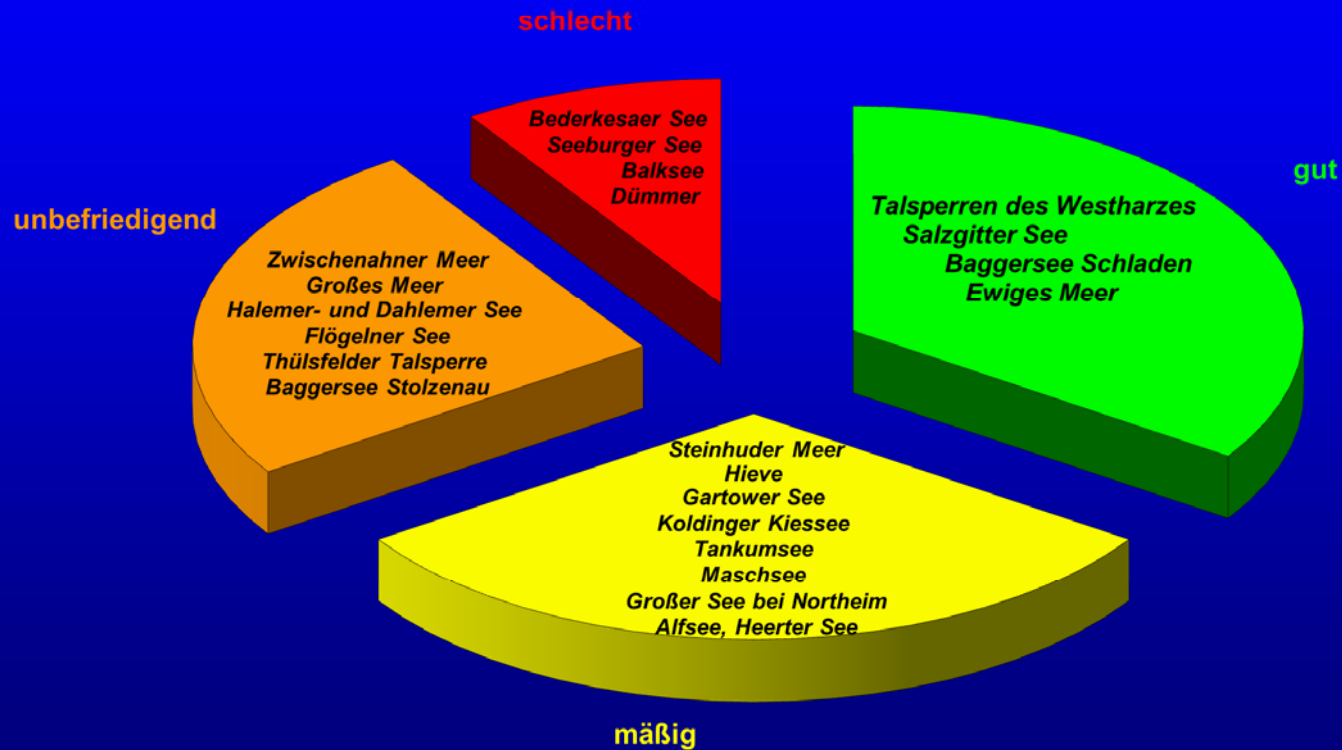 schlecht
Bederkesaer See
Seeburger See
Balksee
Dümmer
gut
Talsperren des Westharzes
Salzgitter See
Baggersee Schladen
Ewiges Meer
unbefriedigend
Zwischenahner Meer
Großes Meer
Halemer- und Dahlemer See
Flögelner See
Thülsfelder Talsperre
Baggersee Stolzenau
Steinhuder Meer
Hieve
Gartower See
Koldinger Kiessee
Tankumsee
Maschsee
Großer See bei Northeim
Alfsee, Heerter See
mäßig